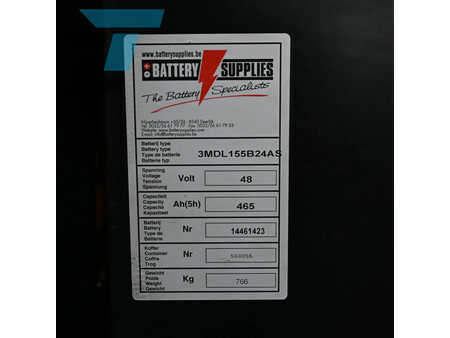 www.batterysupplies.be
BATTERY SUPPLIES
The Battery Specialists
Batterij type
Battery type
Type de batterie
Batterie typ
3MDL155B24AS
Spanning
Voltage
Tension
Spannung
Volt
48
Capaciteit
Capacity
Capacité
Kapazitaet
Ah(5h)
465
Batterij
Battery
Type de
Batterie
Nr
14461423
Koffer
Container
Coffre
Trog
Nr
Gewicht
Poids
Weight
Gewicht
Kg
766